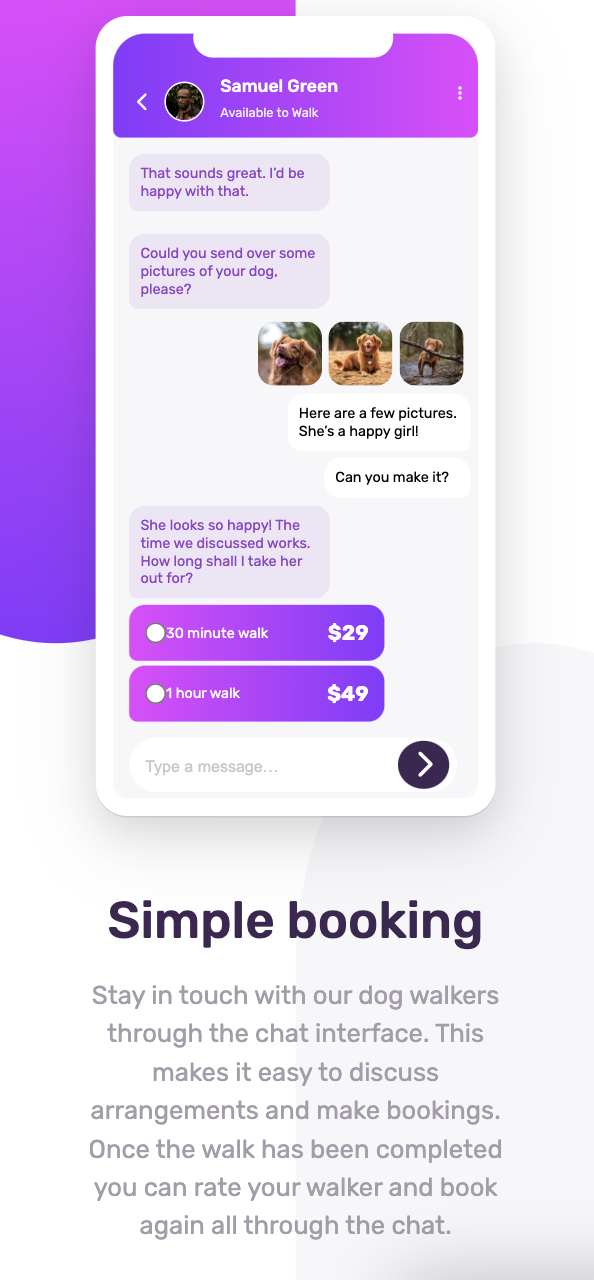 Samuel Green
Available to Walk
That sounds great. I’d be
happy with that.
Could you send over some
pictures of your dog,
please?
Here are a few pictures.
She’s a happy girl!
Can you make it?
She looks so happy! The
time we discussed works.
How long shall I take her
out for?
30 minute walk $29
1 hour walk $49
Type a message…
Simple booking
Stay in touch with our dog walkers
through the chat interface. This
makes it easy to discuss
arrangements and make bookings.
Once the walk has been completed
you can rate your walker and book
again all through the chat.